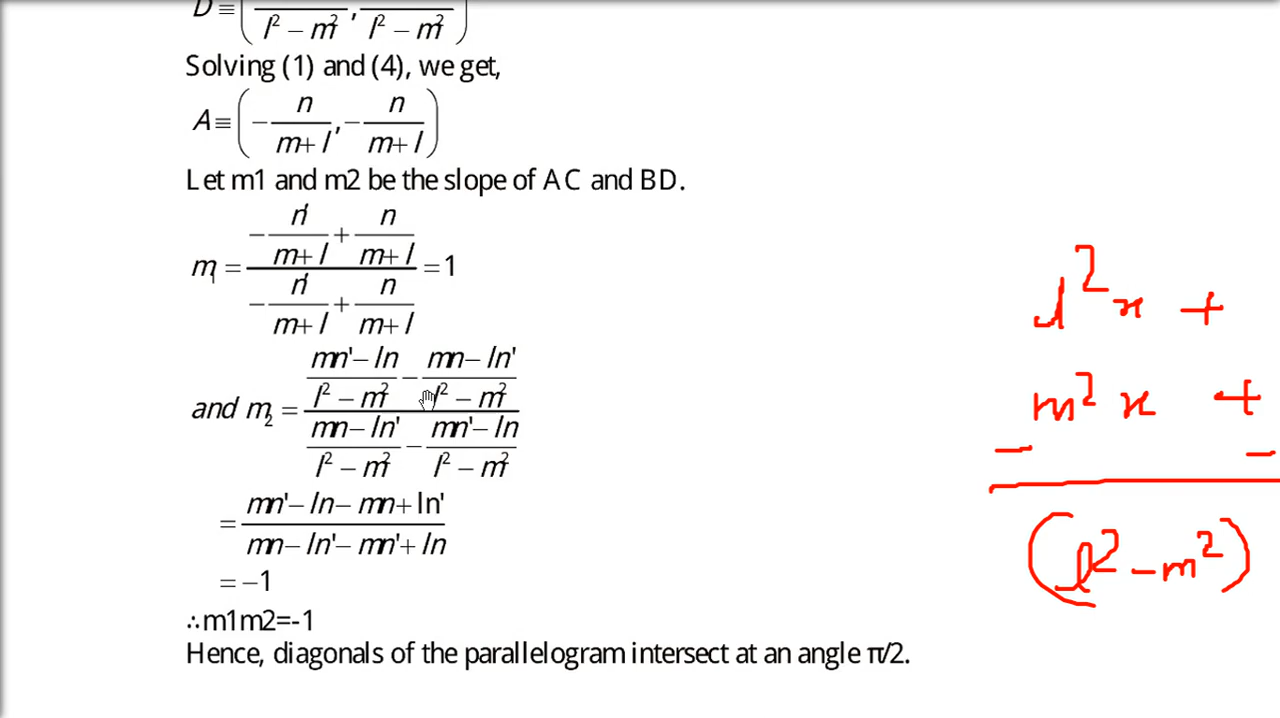 D ≡ ( / l² – m², / l² – m² )
Solving (1) and (4), we get,
A ≡ ( – n / m+l , – n / m+l )
Let m1 and m2 be the slope of AC and BD.
m₁ = ( – n' / m+l + n / m+l ) / ( – n' / m+l + n / m+l ) = 1
and m₂ = ( mn' – ln / l² – m² – mn – ln' / l² – m² ) / ( mn – ln' / l² – m² – mn' – ln / l² – m² )
= mn' – ln – mn + ln' / mn – ln' – mn' + ln
= –1
∴m1m2=-1
Hence, diagonals of the parallelogram intersect at an angle π/2.
l²x +
m²x +
– –
(l² – m²)